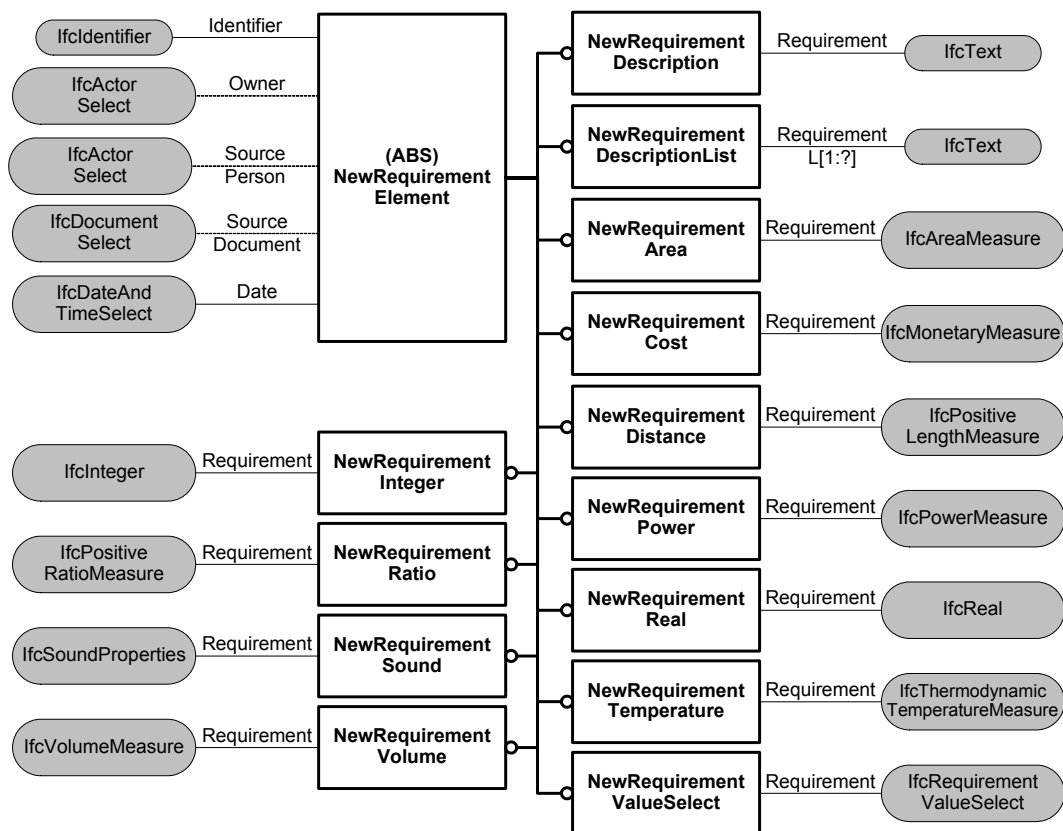 IfcIdentifier
Identifier
IfcActor
Select
Owner
IfcActor
Select
Source
Person
IfcDocument
Select
Source
Document
IfcDateAnd
TimeSelect
Date
(ABS)
NewRequirement
Element
NewRequirement
Description
Requirement
IfcText
NewRequirement
DescriptionList
Requirement
L[1:?]
IfcText
NewRequirement
Area
Requirement
IfcAreaMeasure
NewRequirement
Cost
Requirement
IfcMonetaryMeasure
NewRequirement
Distance
Requirement
IfcPositive
LengthMeasure
IfcInteger
Requirement
NewRequirement
Integer
NewRequirement
Power
Requirement
IfcPowerMeasure
IfcPositive
RatioMeasure
Requirement
NewRequirement
Ratio
NewRequirement
Real
Requirement
IfcReal
IfcSoundProperties
Requirement
NewRequirement
Sound
NewRequirement
Temperature
Requirement
IfcThermodynamic
TemperatureMeasure
IfcVolumeMeasure
Requirement
NewRequirement
Volume
NewRequirement
ValueSelect
Requirement
IfcRequirement
ValueSelect